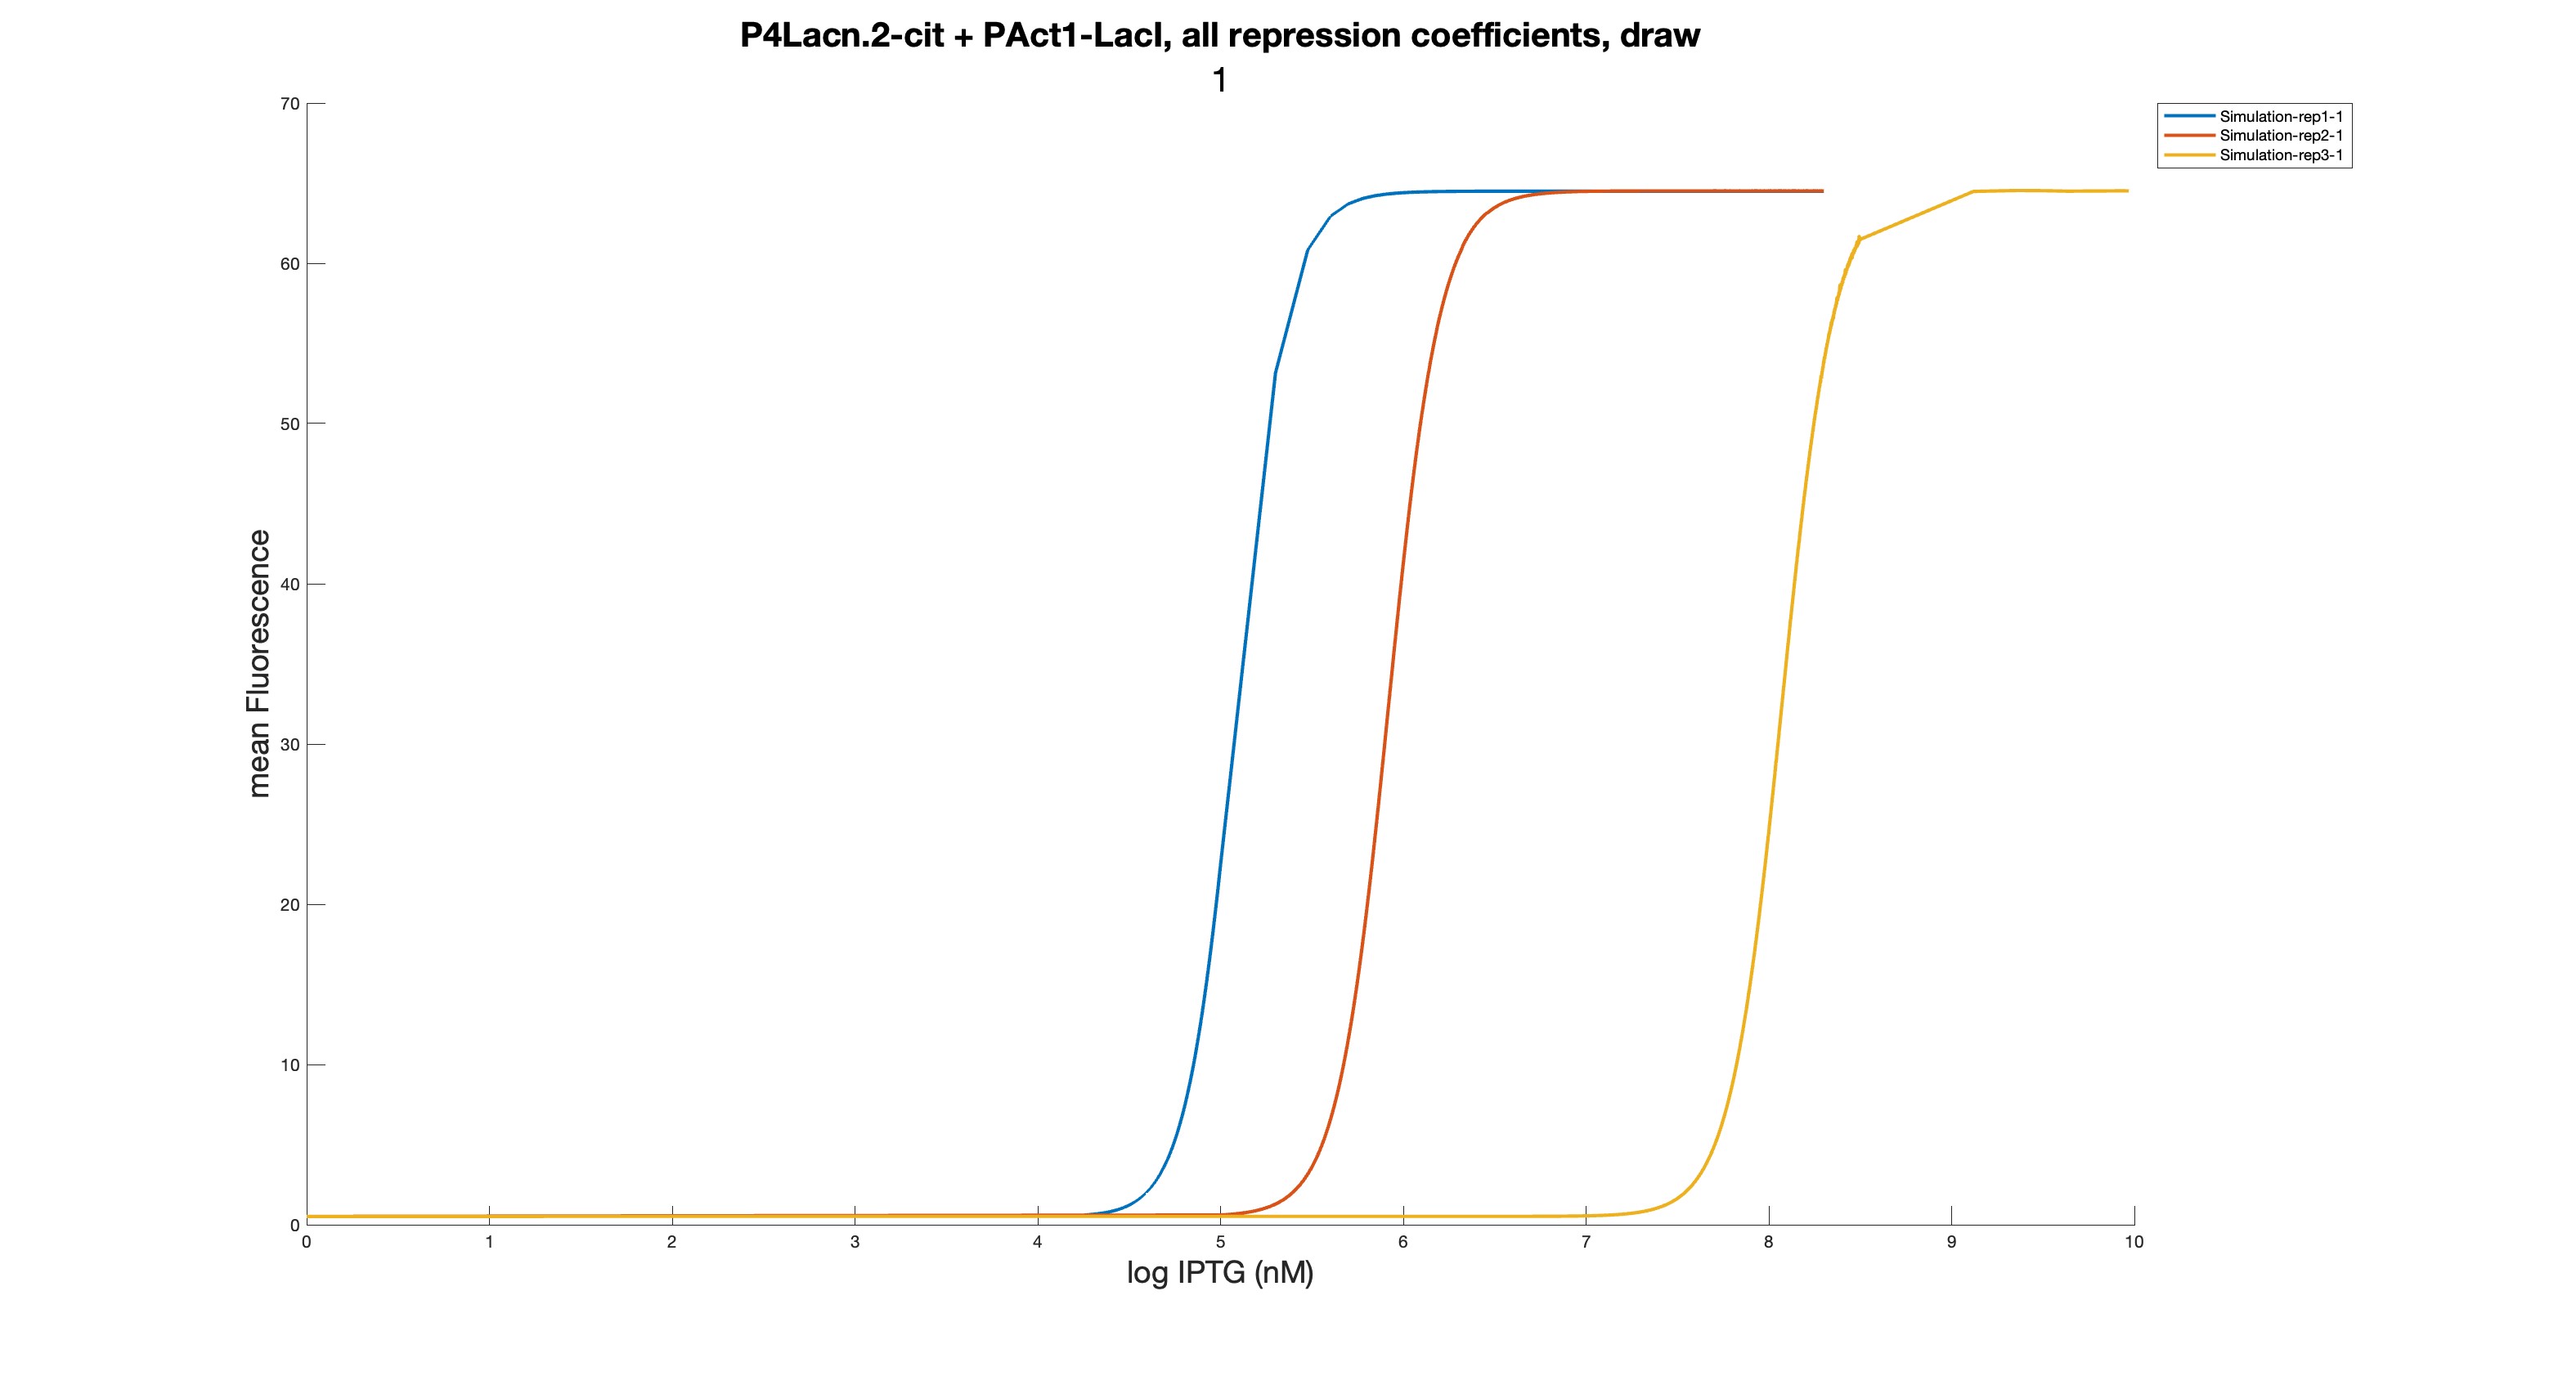 P4Lacn.2-cit + PAct1-LacI, all repression coefficients, draw
1
70
60
50
40
30
20
10
0
mean Fluorescence
0 1 2 3 4 5 6 7 8 9 10
log IPTG (nM)
Simulation-rep1-1
Simulation-rep2-1
Simulation-rep3-1